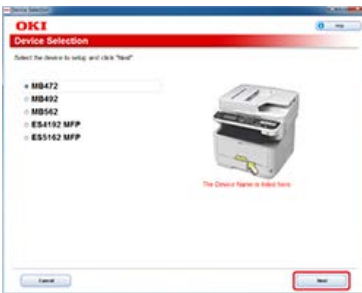 Device Selection
OKI
Device Selection
Select the device to setup and click "Next"
MB472
MB492
MB562
ES4192 MFP
ES5162 MFP
The Device Name is listed here
Cancel
Next